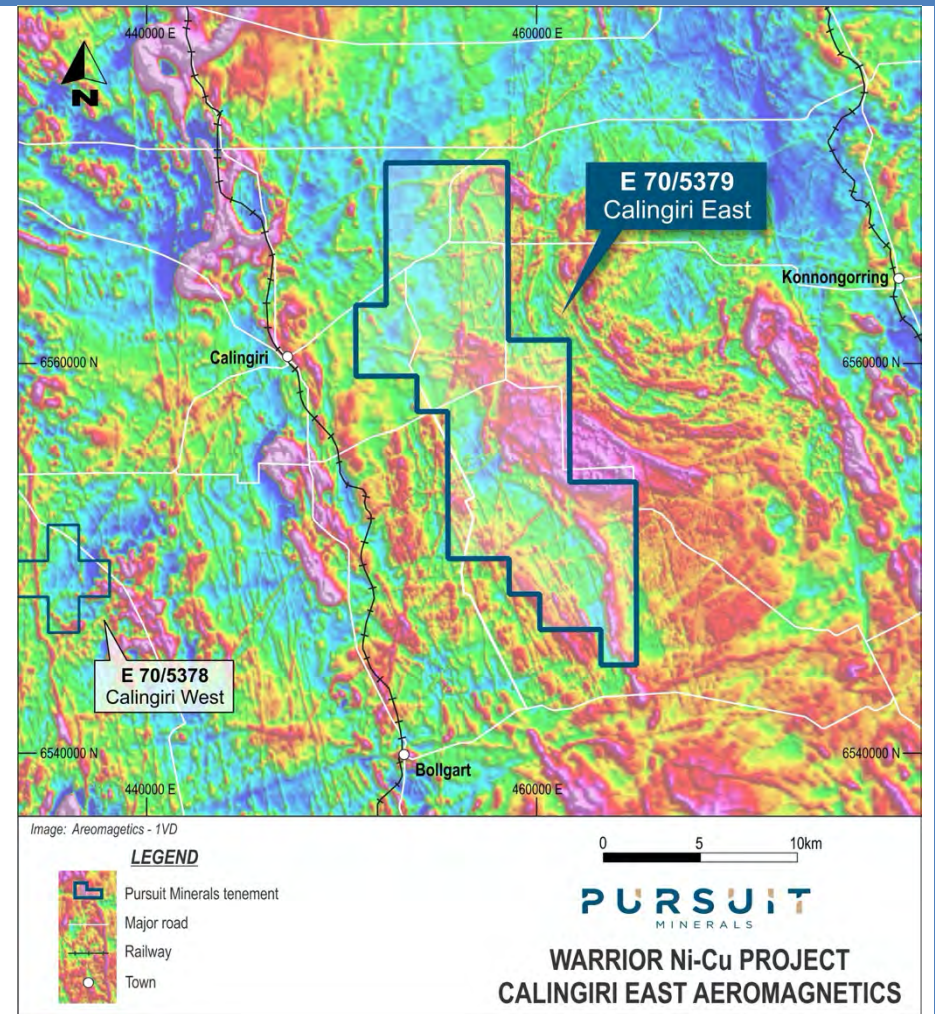 440000 E
460000 E
N
E 70/5379
Calingiri East
Konnongorring
Calingiri
6560000 N
6560000 N
E 70/5378
Calingiri West
6540000 N
6540000 N
Bollgart
440000 E
460000 E
Image: Areomagetics - 1VD
LEGEND
Pursuit Minerals tenement
Major road
Railway
Town
0 5 10km
PURSUIT
MINERALS
WARRIOR Ni-Cu PROJECT
CALINGIRI EAST AEROMAGNETICS